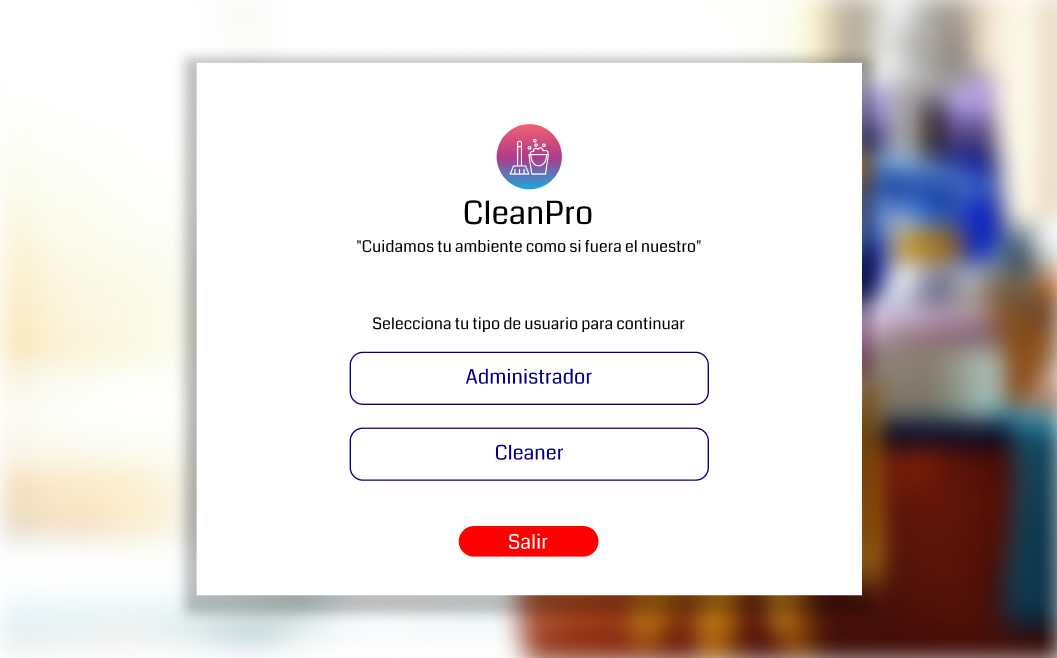 CleanPro
"Cuidamos tu ambiente como si fuera el nuestro"
Selecciona tu tipo de usuario para continuar
Administrador
Cleaner
Salir